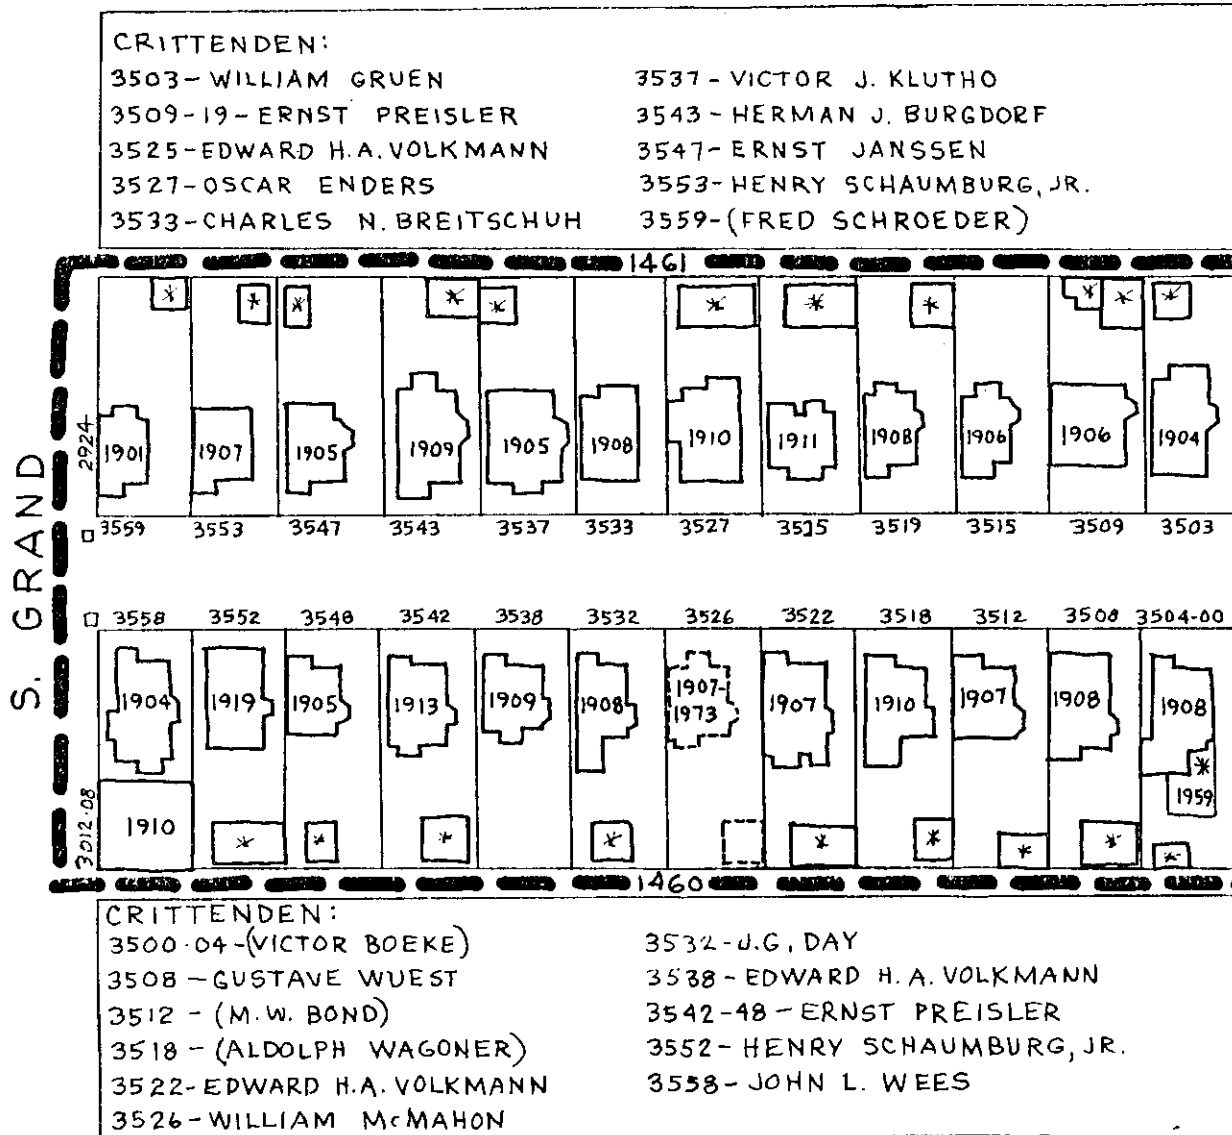 CRITTENDEN:
3503-WILLIAM GRUEN
3509-19-ERNST PREISLER
3525-EDWARD H.A. VOLKMANN
3527-OSCAR ENDERS
3533-CHARLES N. BREITSCHUH
3537-VICTOR J. KLUTHO
3543-HERMAN J. BURGDORF
3547-ERNST JANSSEN
3553-HENRY SCHAUMBURG, JR.
3559-(FRED SCHROEDER)
1461
S. GRAND
2924
1901 1907 1905 1909 1905 1908 1910 1911 1908 1906 1906 1904
3559 3553 3547 3543 3537 3533 3527 3519 3515 3509 3503
3558 3552 3548 3542 3538 3532 3526 3522 3518 3512 3508 3504-00
1904 1919 1905 1913 1909 1908 1907-1973 1907 1910 1907 1908 1908
1959
3012-08
1910
1460
CRITTENDEN:
3500-04-(VICTOR BOEKE)
3508-GUSTAVE WUEST
3512-(M.W. BOND)
3518-(ALDOLPH WAGONER)
3522-EDWARD H.A. VOLKMANN
3526-WILLIAM McMAHON
3532-J.G. DAY
3538-EDWARD H.A. VOLKMANN
3542-48-ERNST PREISLER
3552-HENRY SCHAUMBURG, JR.
3558-JOHN L. WEES